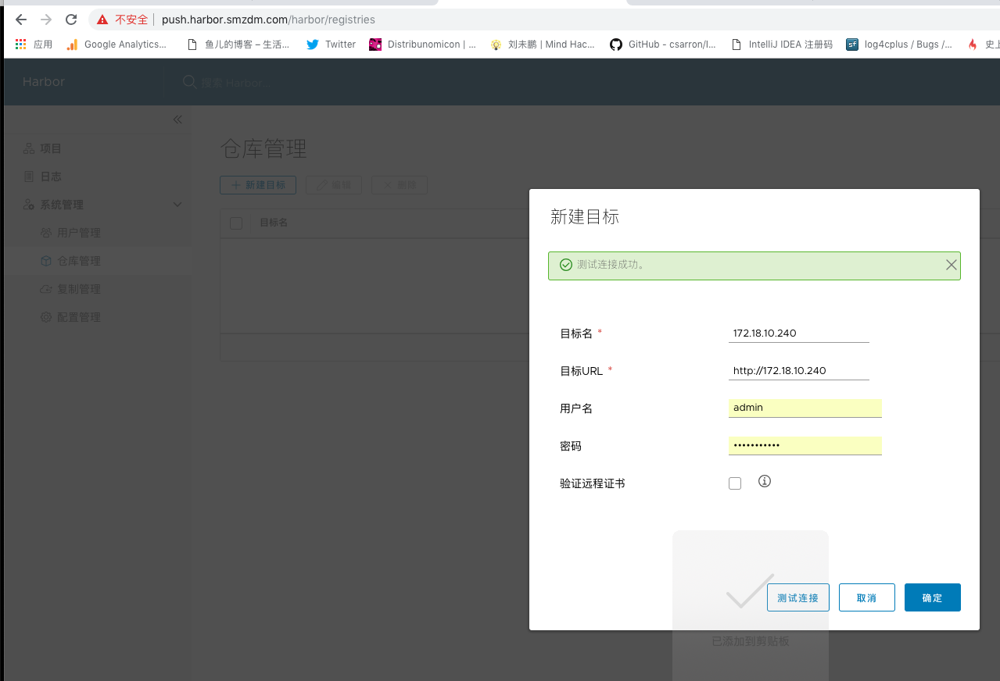 不安全 push.harbor.smzdm.com/harbor/registries
应用 Google Analytics... 鱼儿的博客 – 生活... Twitter Distribunomicon | ... 刘未鹏 | Mind Hac... GitHub - csarron/l... IntelliJ IDEA 注册码 log4cplus / Bugs /... 史上
Harbor 搜索 Harbor...
项目
日志
系统管理
用户管理
仓库管理
复制管理
配置管理
仓库管理
新建目标 编辑 删除
目标名
新建目标
测试连接成功。
目标名 * 172.18.10.240
目标URL * http://172.18.10.240
用户名 admin
密码 •••••••••••
验证远程证书
测试连接 取消 确定
已添加到剪贴板